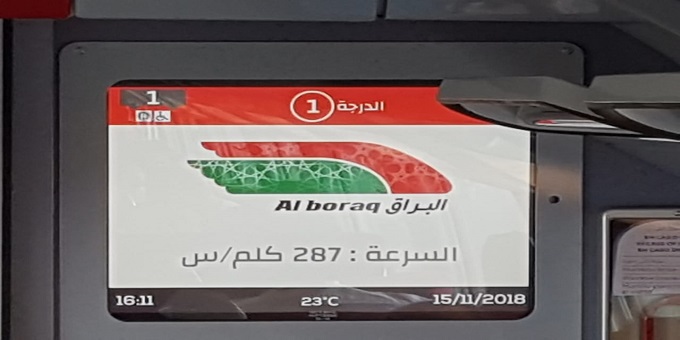 1
الدرجة 1
Al boraq البراق
السرعة : 287 كلم/س
16:11 23°C 15/11/2018